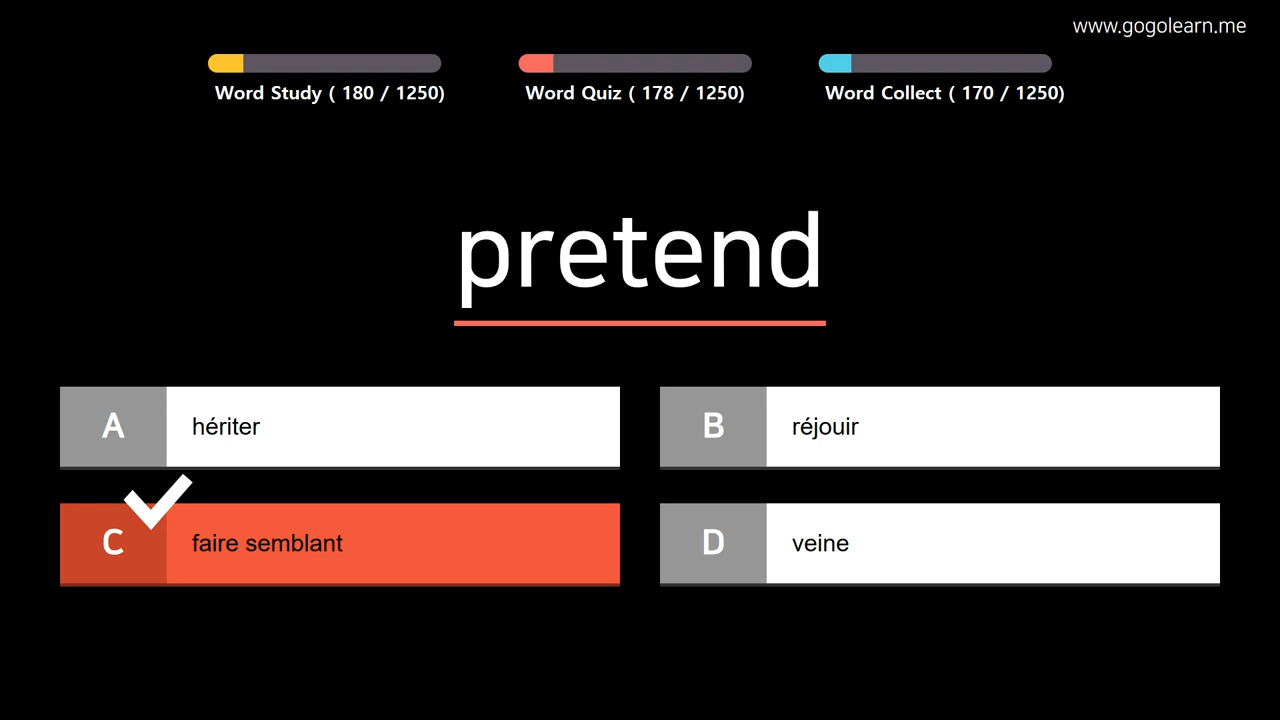 www.gogolearn.me
Word Study ( 180 / 1250)
Word Quiz ( 178 / 1250)
Word Collect ( 170 / 1250)
pretend
A
hériter
B
réjouir
C
faire semblant
D
veine